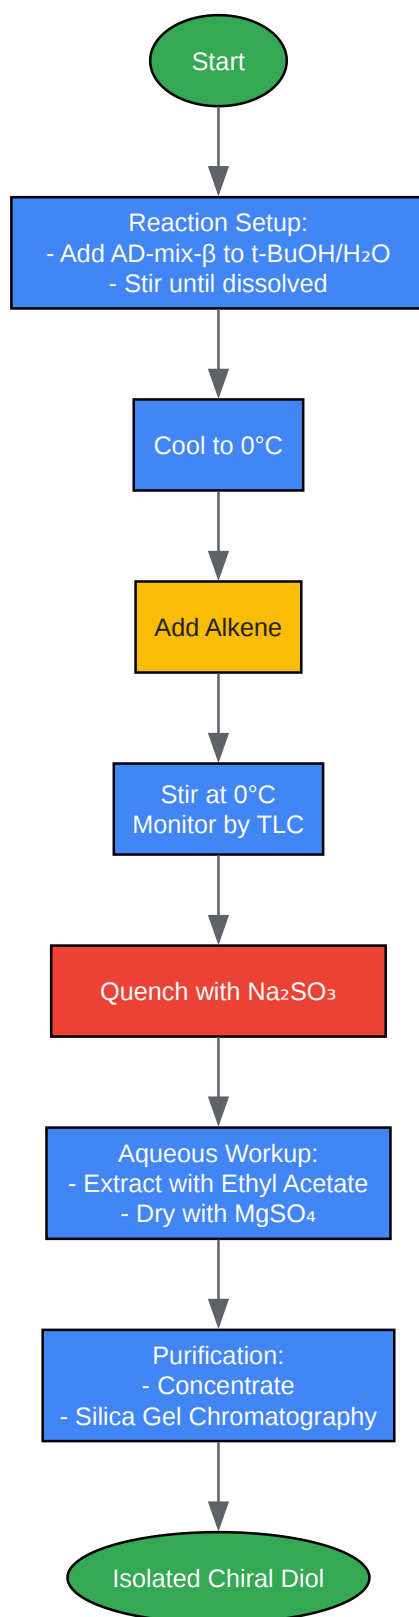 Start
Reaction Setup:
- Add AD-mix-β to t-BuOH/H₂O
- Stir until dissolved
Cool to 0°C
Add Alkene
Stir at 0°C
Monitor by TLC
Quench with Na₂SO₃
Aqueous Workup:
- Extract with Ethyl Acetate
- Dry with MgSO₄
Purification:
- Concentrate
- Silica Gel Chromatography
Isolated Chiral Diol